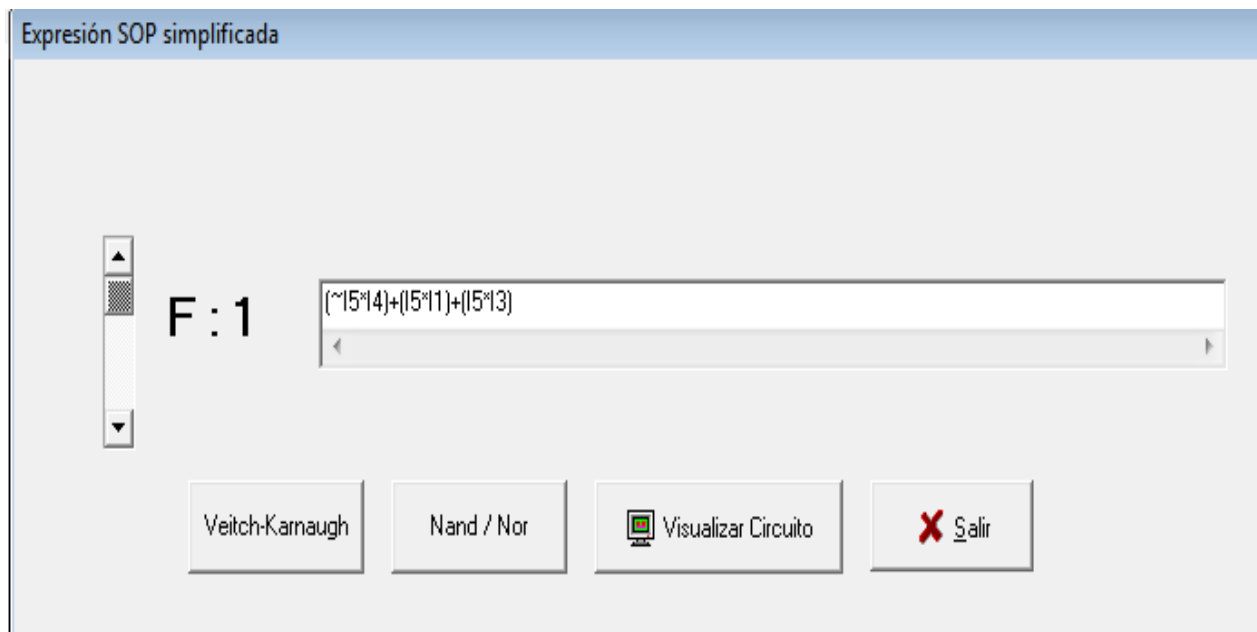 Expresión SOP simplificada
F : 1
(~I5*I4)+(I5*I1)+(I5*I3)
Veitch-Karnaugh
Nand / Nor
Visualizar Circuito
Salir